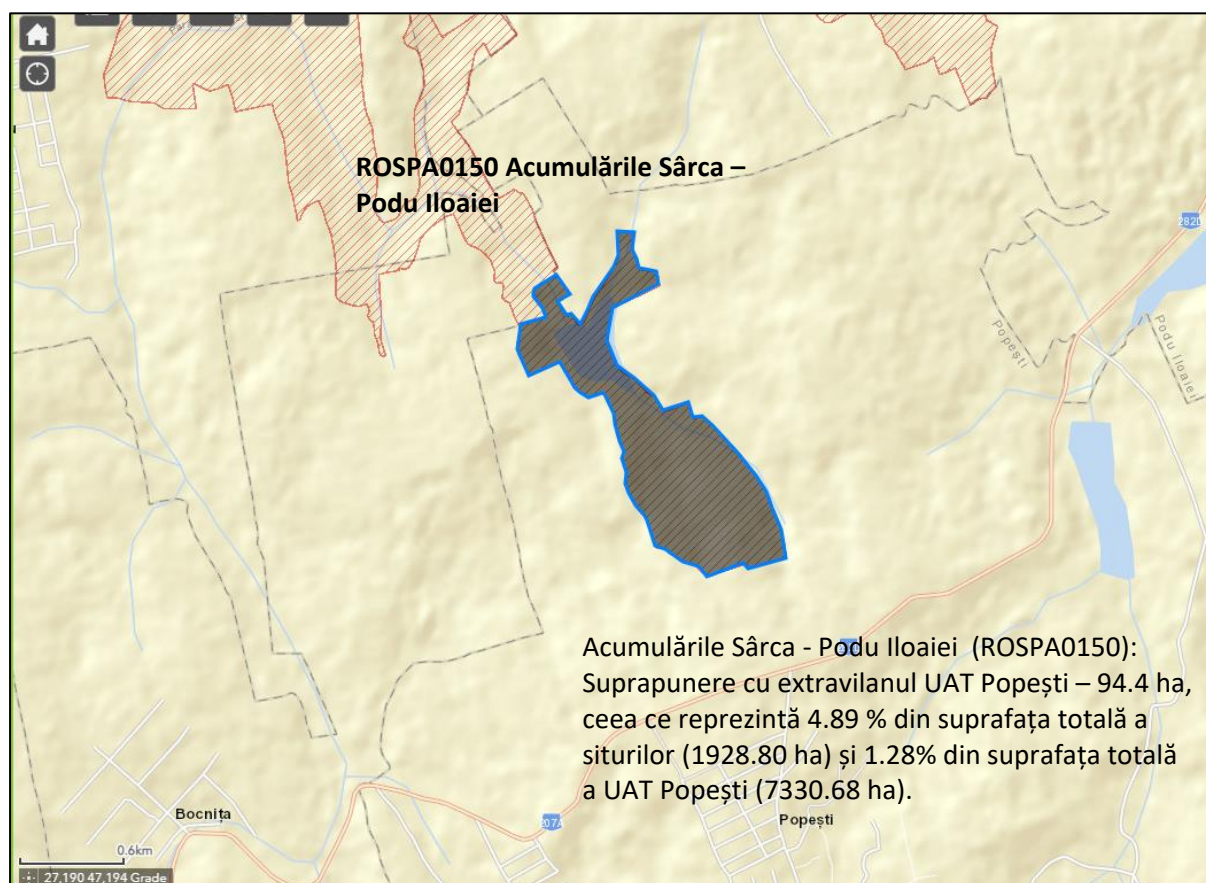 ROSPA0150 Acumulările Sârca –
Podu Iloaiei
282D
Popești
Podu Iloaiei
Acumulările Sârca - Podu Iloaiei (ROSPA0150):
Suprapunere cu extravilanul UAT Popești – 94.4 ha,
ceea ce reprezintă 4.89 % din suprafața totală a
siturilor (1928.80 ha) și 1.28% din suprafața totală
a UAT Popești (7330.68 ha).
Bocnița
207A
Popești
0.6km
27,190 47,194 Grade